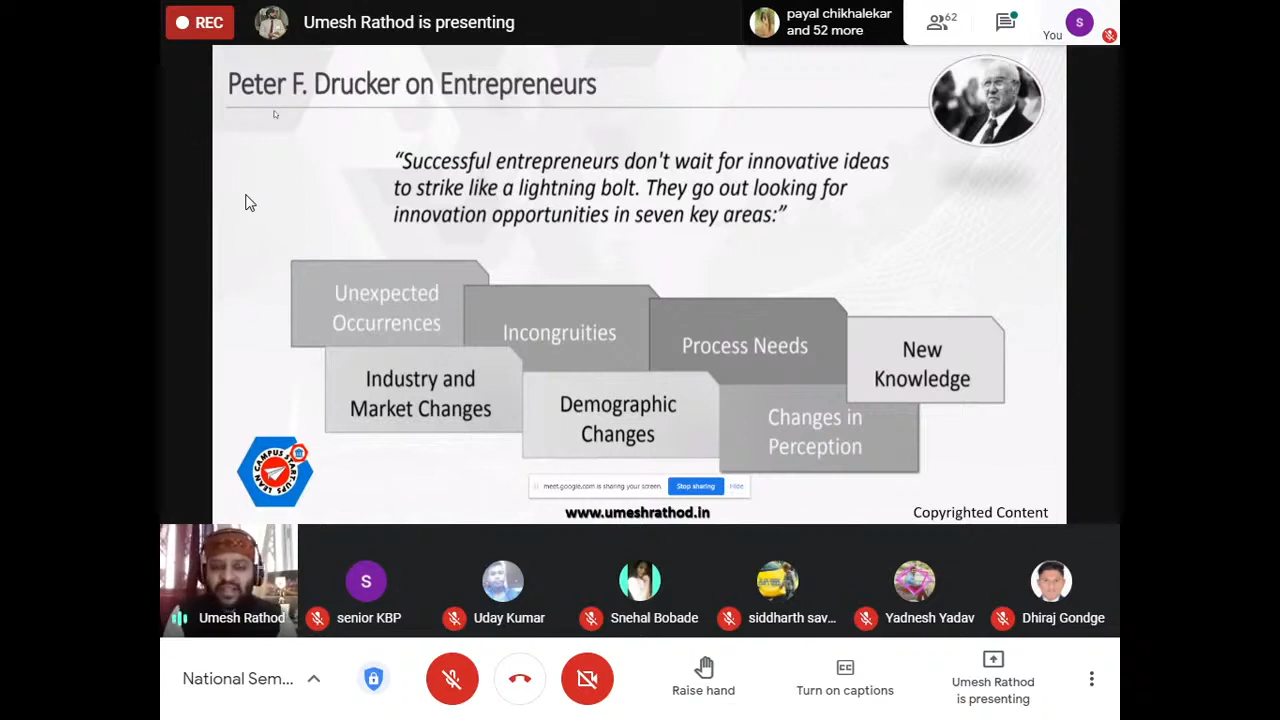 REC
Umesh Rathod is presenting
payal chikhalekar
and 52 more
62
You
S
Peter F. Drucker on Entrepreneurs
“Successful entrepreneurs don't wait for innovative ideas
to strike like a lightning bolt. They go out looking for
innovation opportunities in seven key areas:”
Unexpected
Occurrences
Incongruities
Process Needs
New
Knowledge
Industry and
Market Changes
Demographic
Changes
Changes in
Perception
CAMPUS START-UPS
meet.google.com is sharing your screen.
Stop sharing
Hide
www.umeshrathod.in
Copyrighted Content
S
Umesh Rathod
senior KBP
Uday Kumar
Snehal Bobade
siddharth sav...
Yadnesh Yadav
Dhiraj Gondge
National Sem...
Raise hand
CC
Turn on captions
Umesh Rathod
is presenting